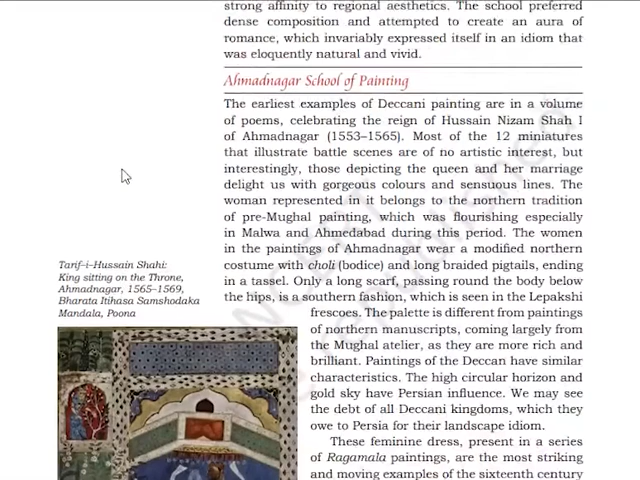 strong affinity to regional aesthetics. The school preferred
dense composition and attempted to create an aura of
romance, which invariably expressed itself in an idiom that
was eloquently natural and vivid.
Ahmadnagar School of Painting
The earliest examples of Deccani painting are in a volume
of poems, celebrating the reign of Hussain Nizam Shah I
of Ahmadnagar (1553–1565). Most of the 12 miniatures
that illustrate battle scenes are of no artistic interest, but
interestingly, those depicting the queen and her marriage
delight us with gorgeous colours and sensuous lines. The
woman represented in it belongs to the northern tradition
of pre-Mughal painting, which was flourishing especially
in Malwa and Ahmedabad during this period. The women
in the paintings of Ahmadnagar wear a modified northern
costume with choli (bodice) and long braided pigtails, ending
in a tassel. Only a long scarf, passing round the body below
the hips, is a southern fashion, which is seen in the Lepakshi
frescoes. The palette is different from paintings
of northern manuscripts, coming largely from
the Mughal atelier, as they are more rich and
brilliant. Paintings of the Deccan have similar
characteristics. The high circular horizon and
gold sky have Persian influence. We may see
the debt of all Deccani kingdoms, which they
owe to Persia for their landscape idiom.
These feminine dress, present in a series
of Ragamala paintings, are the most striking
and moving examples of the sixteenth century
Tarif-i-Hussain Shahi:
King sitting on the Throne,
Ahmadnagar, 1565–1569,
Bharata Itihasa Samshodaka
Mandala, Poona